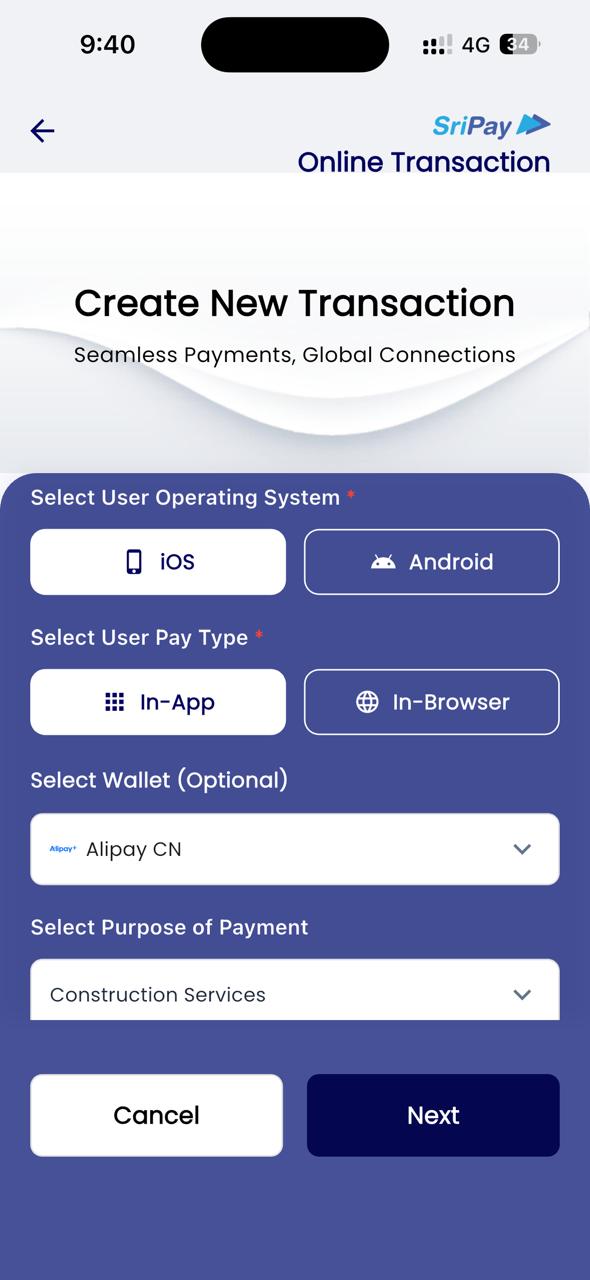 9:40
4G 34
SriPay
Online Transaction
Create New Transaction
Seamless Payments, Global Connections
Select User Operating System *
iOS
Android
Select User Pay Type *
In-App
In-Browser
Select Wallet (Optional)
Alipay+ Alipay CN
Select Purpose of Payment
Construction Services
Cancel
Next